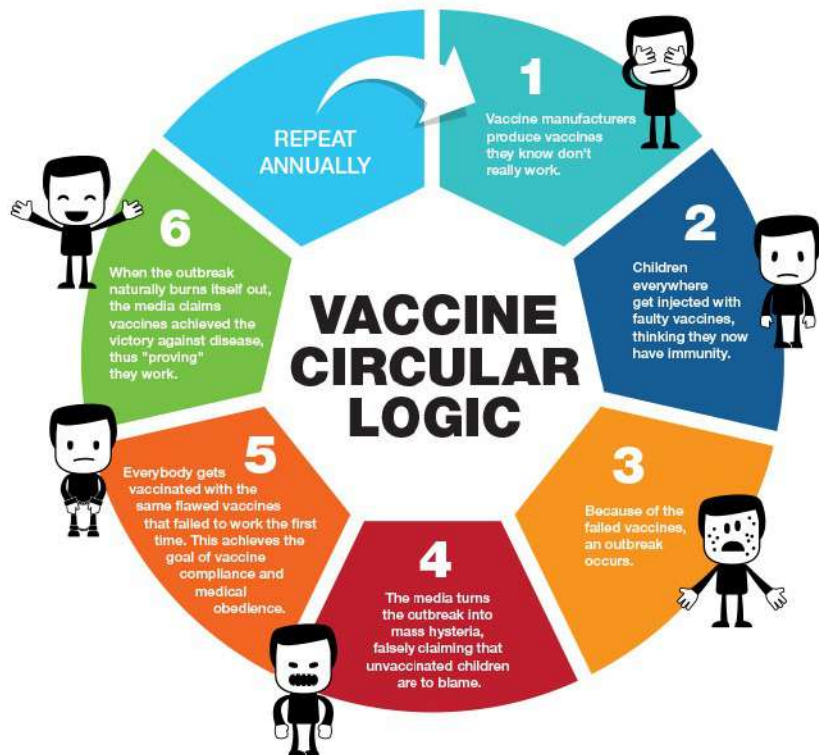 REPEAT
ANNUALLY
1
Vaccine manufacturers
produce vaccines
they know don't
really work.
2
Children
everywhere
get injected with
faulty vaccines,
thinking they now
have immunity.
3
Because of the
failed vaccines,
an outbreak
occurs.
4
The media turns
the outbreak into
mass hysteria,
falsely claiming that
unvaccinated children
are to blame.
5
Everybody gets
vaccinated with the
same flawed vaccines
that failed to work the first
time. This achieves the
goal of vaccine
compliance and
medical
obedience.
6
When the outbreak
naturally burns itself out,
the media claims
vaccines achieved the
victory against disease,
thus "proving"
they work.
VACCINE
CIRCULAR
LOGIC